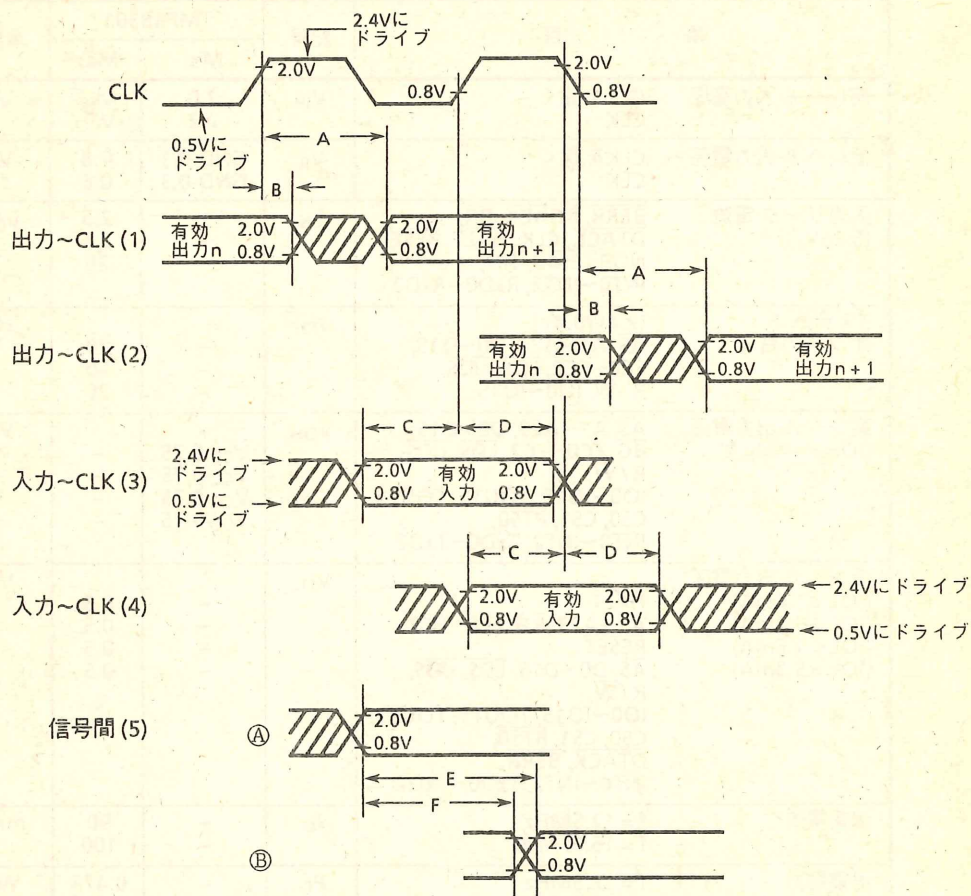 2.4Vに
ドライブ
2.0V
2.0V
CLK
0.8V
0.8V
0.5Vに
ドライブ
A
B
出力~CLK (1)
有効 2.0V
出力n 0.8V
2.0V 有効
0.8V 出力n+1
A
B
出力~CLK (2)
有効 2.0V
出力n 0.8V
2.0V 有効
0.8V 出力n+1
C
D
入力~CLK (3)
2.4Vに
ドライブ
0.5Vに
ドライブ
2.0V 有効 2.0V
0.8V 入力 0.8V
C
D
入力~CLK (4)
2.0V 有効 2.0V
0.8V 入力 0.8V
2.4Vにドライブ
0.5Vにドライブ
信号間 (5)
Ⓐ
2.0V
0.8V
E
F
Ⓑ
2.0V
0.8V